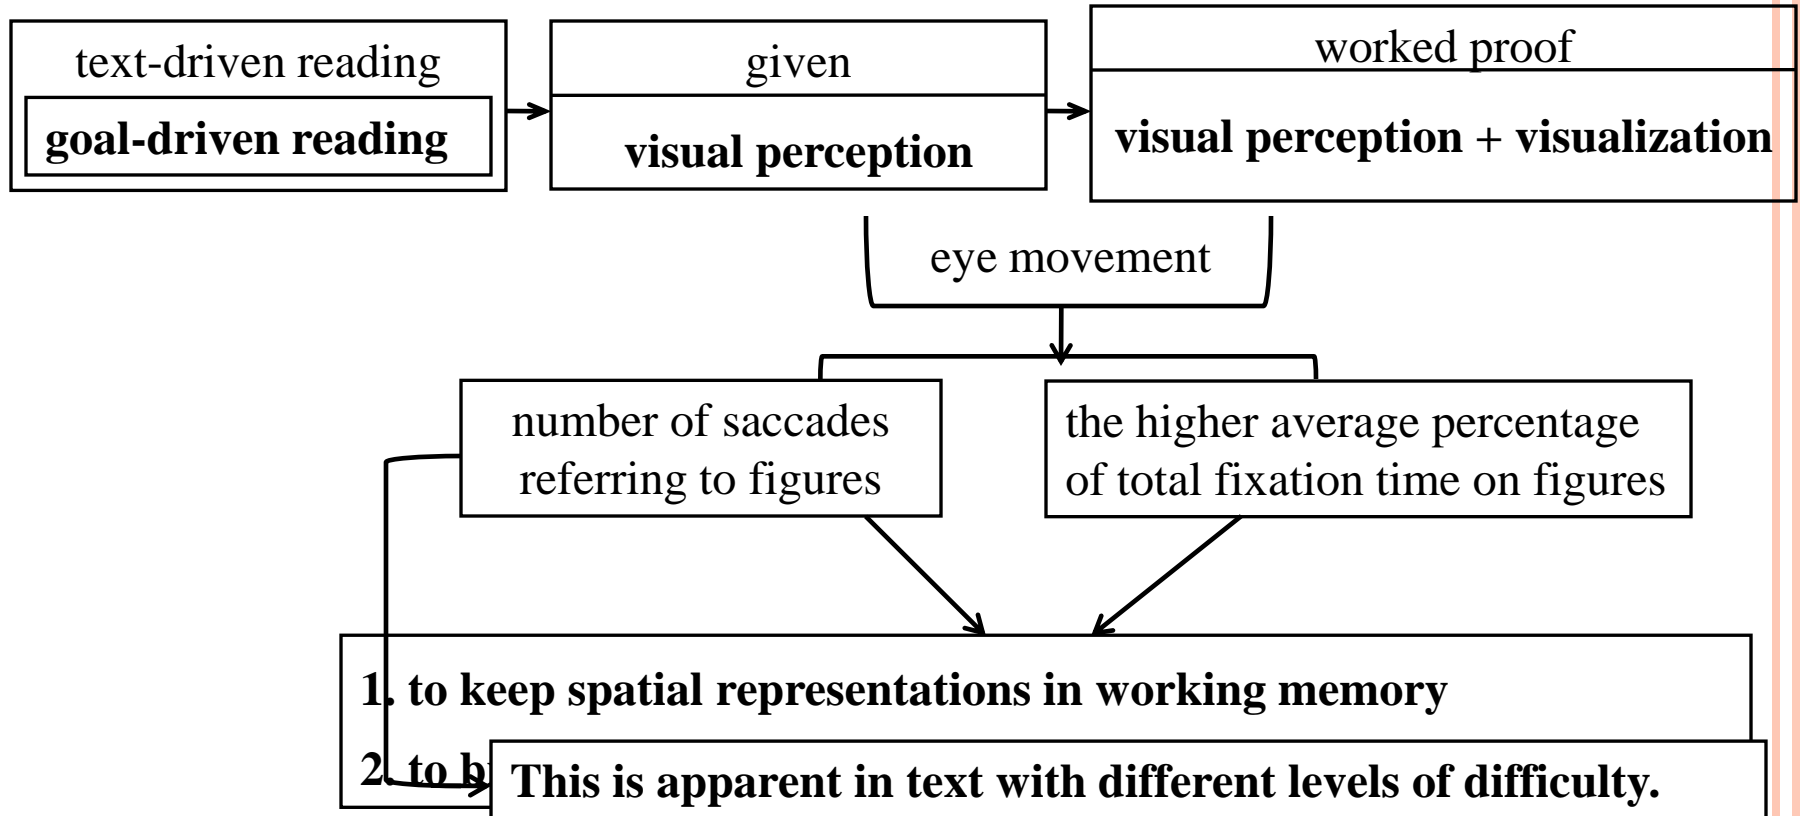 text-driven reading
goal-driven reading
given
visual perception
worked proof
visual perception + visualization
eye movement
number of saccades
referring to figures
the higher average percentage
of total fixation time on figures
1. to keep spatial representations in working memory
2. to
This is apparent in text with different levels of difficulty.